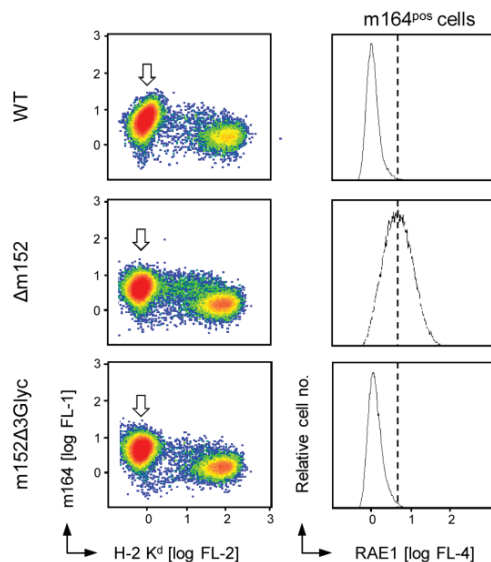 m164pos cells
WT
3
2
1
0
Δm152
3
2
1
0
m152Δ3Glyc
3
2
1
0
0 1 2 3
0 1 2
m164 [log FL-1]
Relative cell no.
H-2 Kd [log FL-2]
RAE1 [log FL-4]